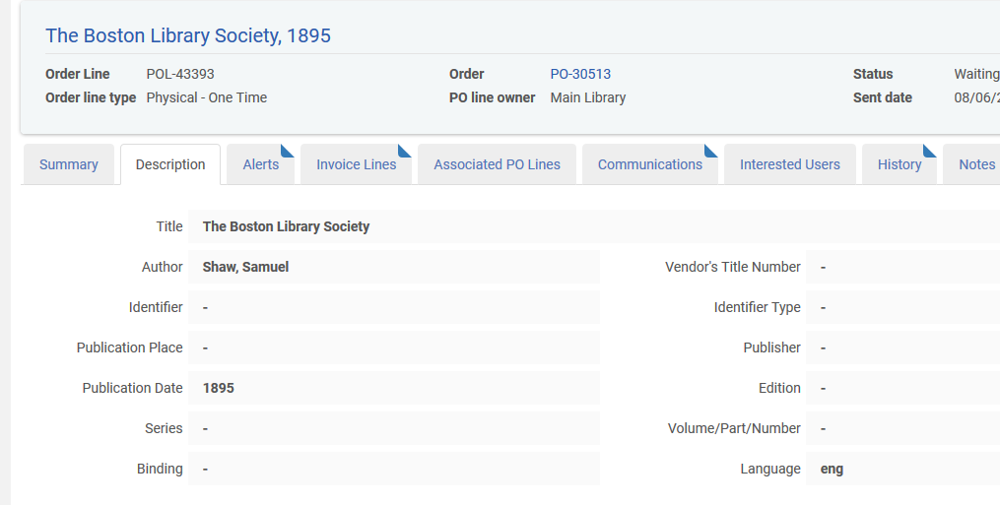 The Boston Library Society, 1895
Order Line POL-43393 Order PO-30513 Status Waiting
Order line type Physical - One Time PO line owner Main Library Sent date 08/06/2
Summary Description Alerts Invoice Lines Associated PO Lines Communications Interested Users History Notes
Title The Boston Library Society
Author Shaw, Samuel Vendor's Title Number -
Identifier - Identifier Type -
Publication Place - Publisher -
Publication Date 1895 Edition -
Series - Volume/Part/Number -
Binding - Language eng